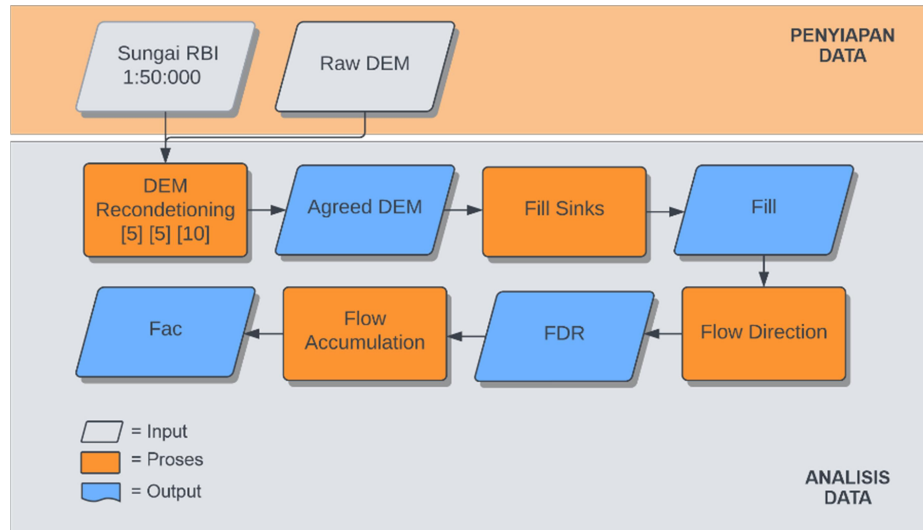 Sungai RBI
1:50:000
Raw DEM
PENYIAPAN
DATA
DEM
Recondetioning
[5] [5] [10]
Agreed DEM
Fill Sinks
Fill
Fac
Flow
Accumulation
FDR
Flow Direction
= Input
= Proses
= Output
ANALISIS
DATA